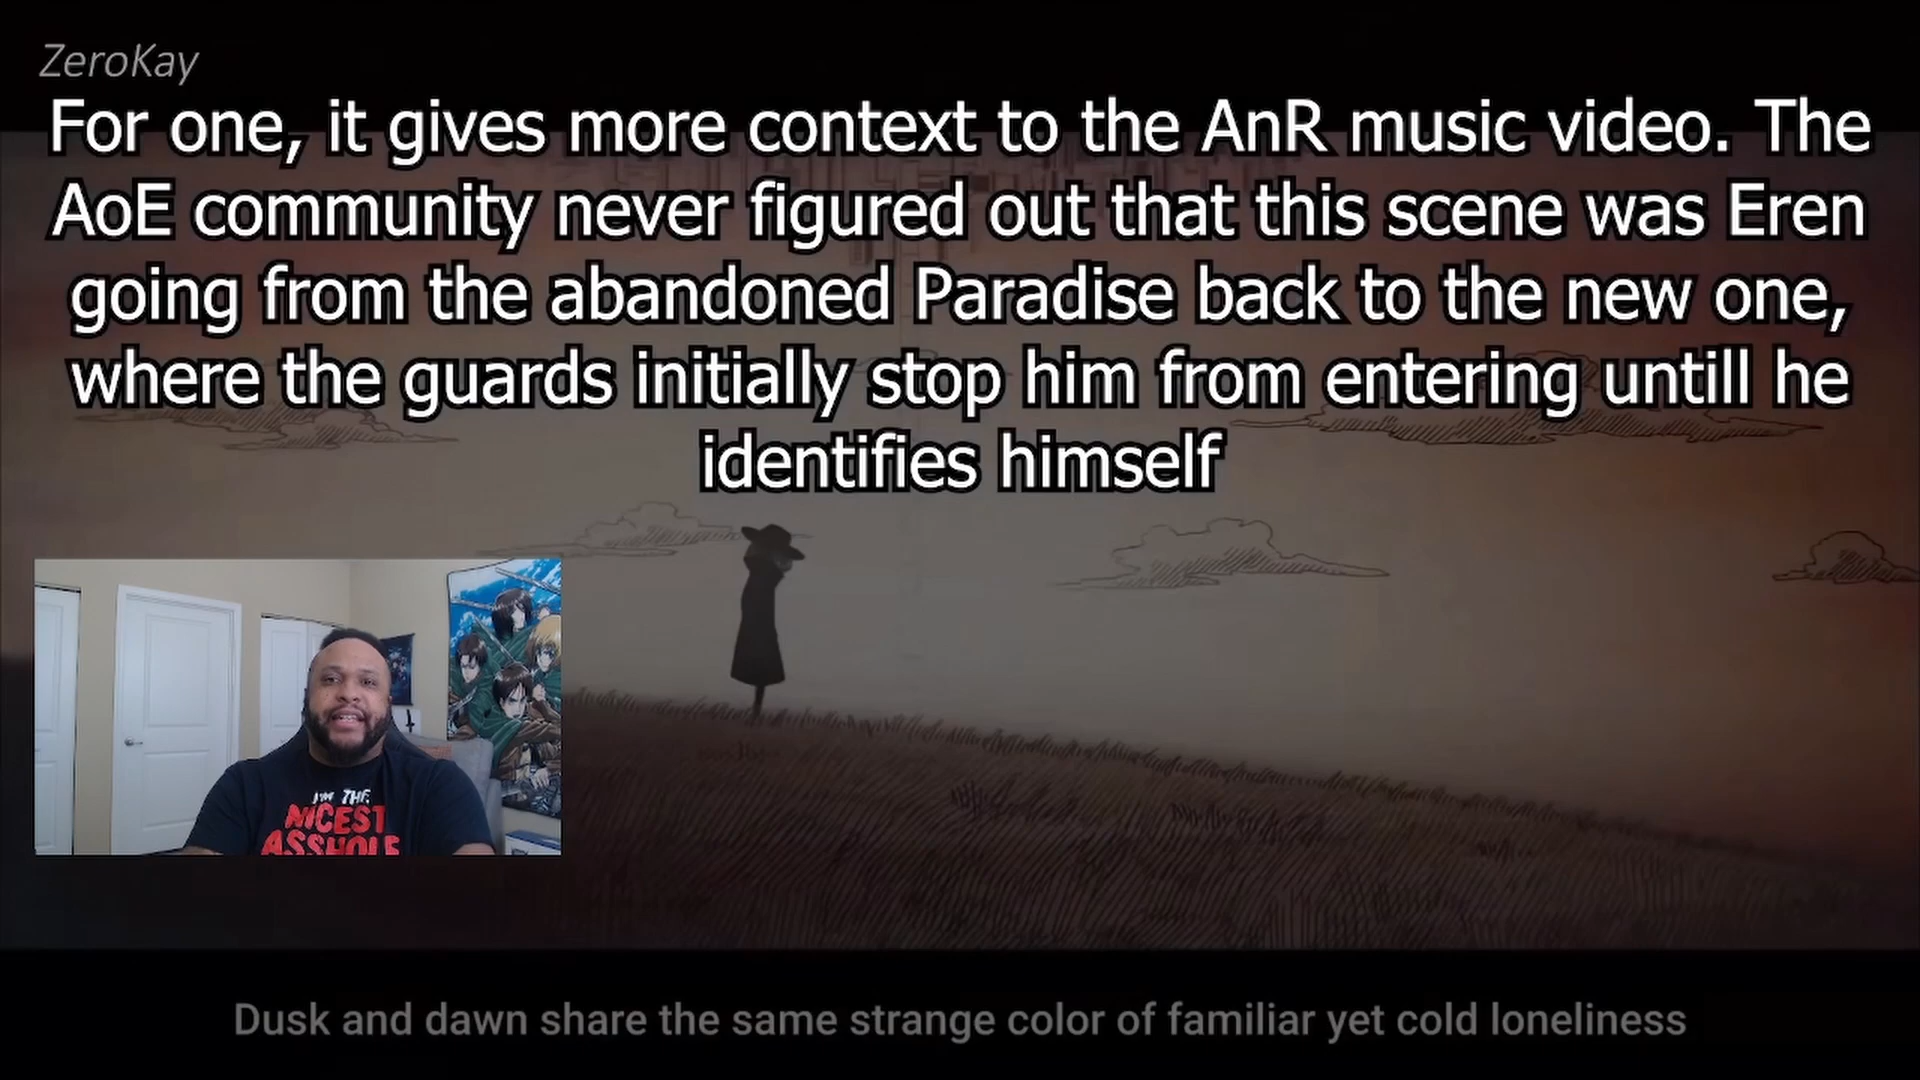 ZeroKay
For one, it gives more context to the AnR music video. The
AoE community never figured out that this scene was Eren
going from the abandoned Paradise back to the new one,
where the guards initially stop him from entering untill he
identifies himself
I'M THE
NICEST
ASSHOLE
Dusk and dawn share the same strange color of familiar yet cold loneliness